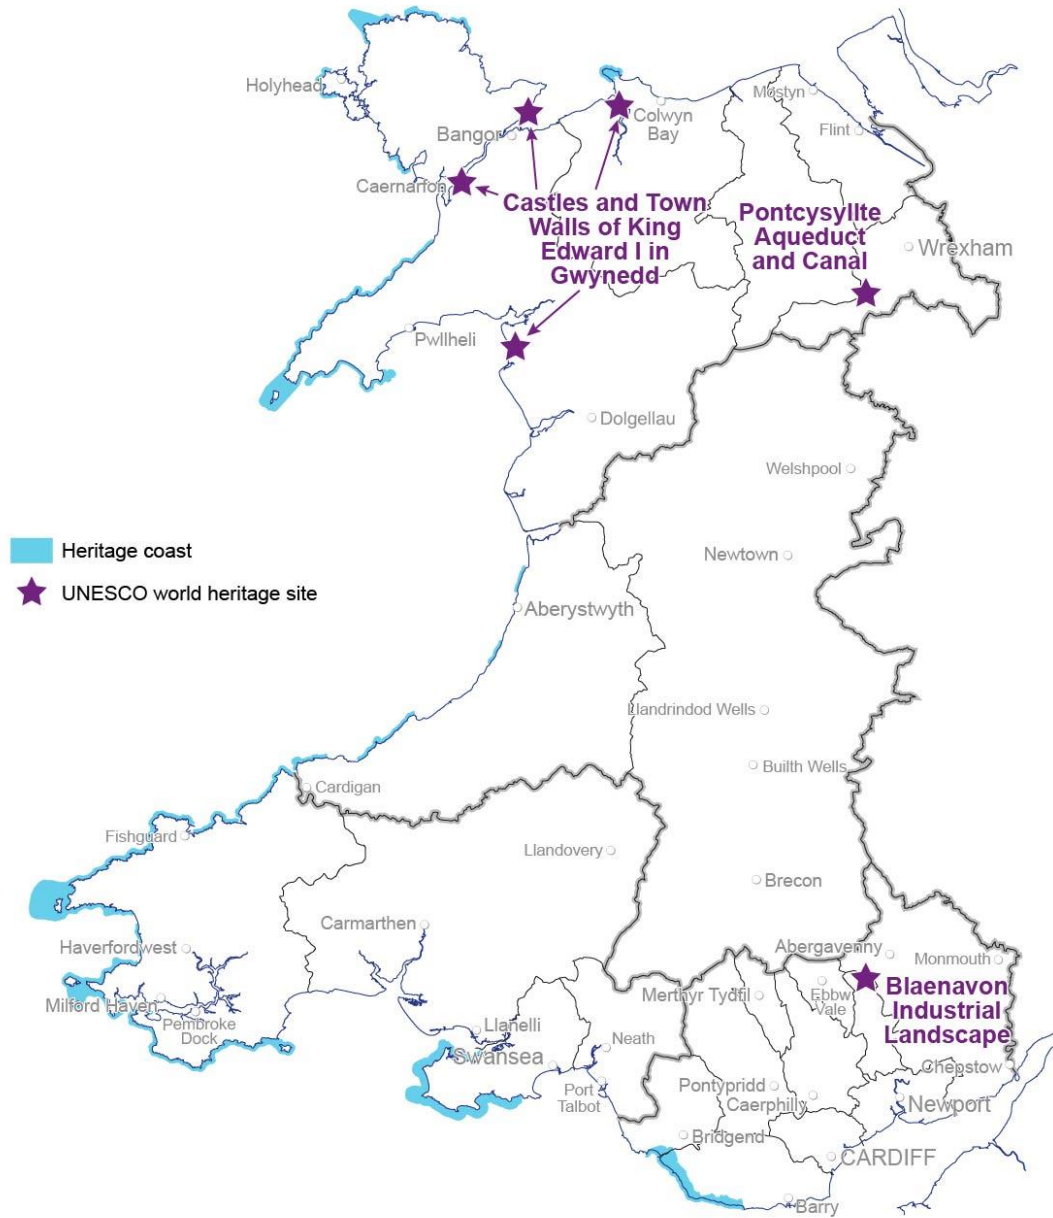 Holyhead
Mostyn
Colwyn
Bay
Flint
Bangor
Caernarfon
Castles and Town
Walls of King
Edward I in
Gwynedd
Pontcysyllte
Aqueduct
and Canal
Wrexham
Pwllheli
Dolgellau
Welshpool
Heritage coast
Newtown
UNESCO world heritage site
Aberystwyth
Llandrindod Wells
Builth Wells
Cardigan
Fishguard
Llandovery
Brecon
Carmarthen
Haverfordwest
Abergavenny
Monmouth
Milford Haven
Merthyr Tydfil
Ebbw
Vale
Blaenavon
Industrial
Landscape
Pembroke
Dock
Llanelli
Neath
Swansea
Chepstow
Port
Talbot
Pontypridd
Caerphilly
Newport
Bridgend
CARDIFF
Barry